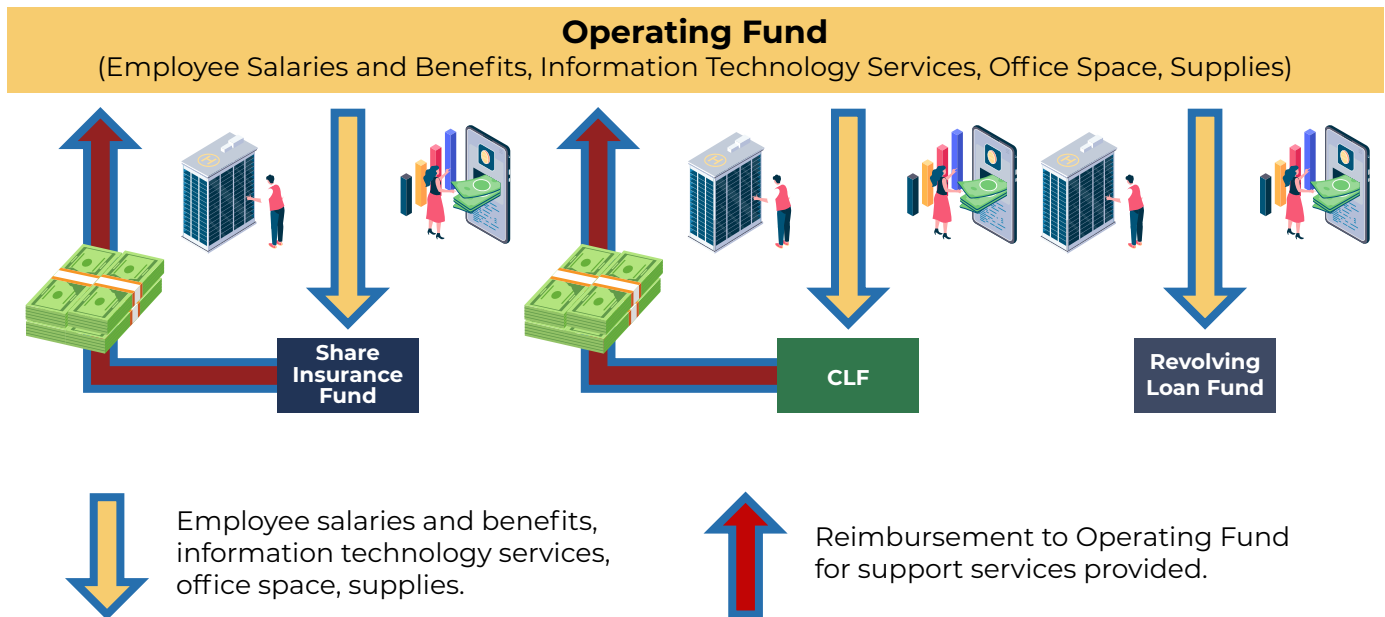 Operating Fund
(Employee Salaries and Benefits, Information Technology Services, Office Space, Supplies)
Share
Insurance
Fund
CLF
Revolving
Loan Fund
Employee salaries and benefits,
information technology services,
office space, supplies.
Reimbursement to Operating Fund
for support services provided.